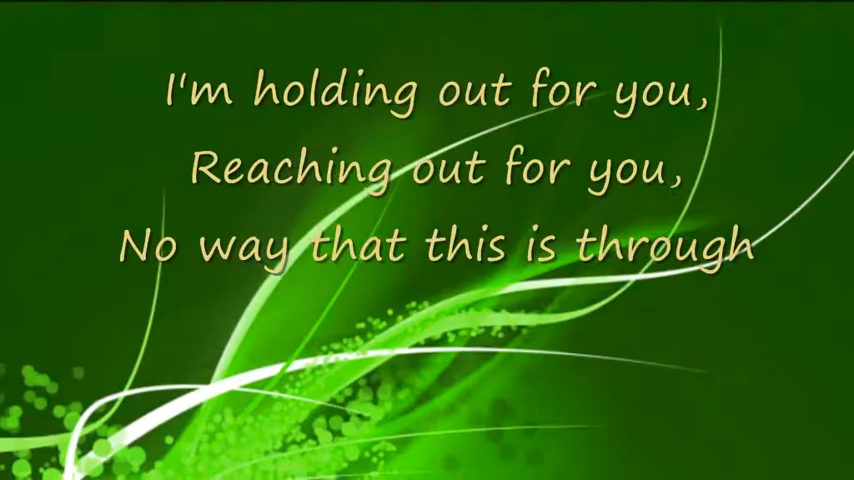 I'm holding out for you,
Reaching out for you,
No way that this is through